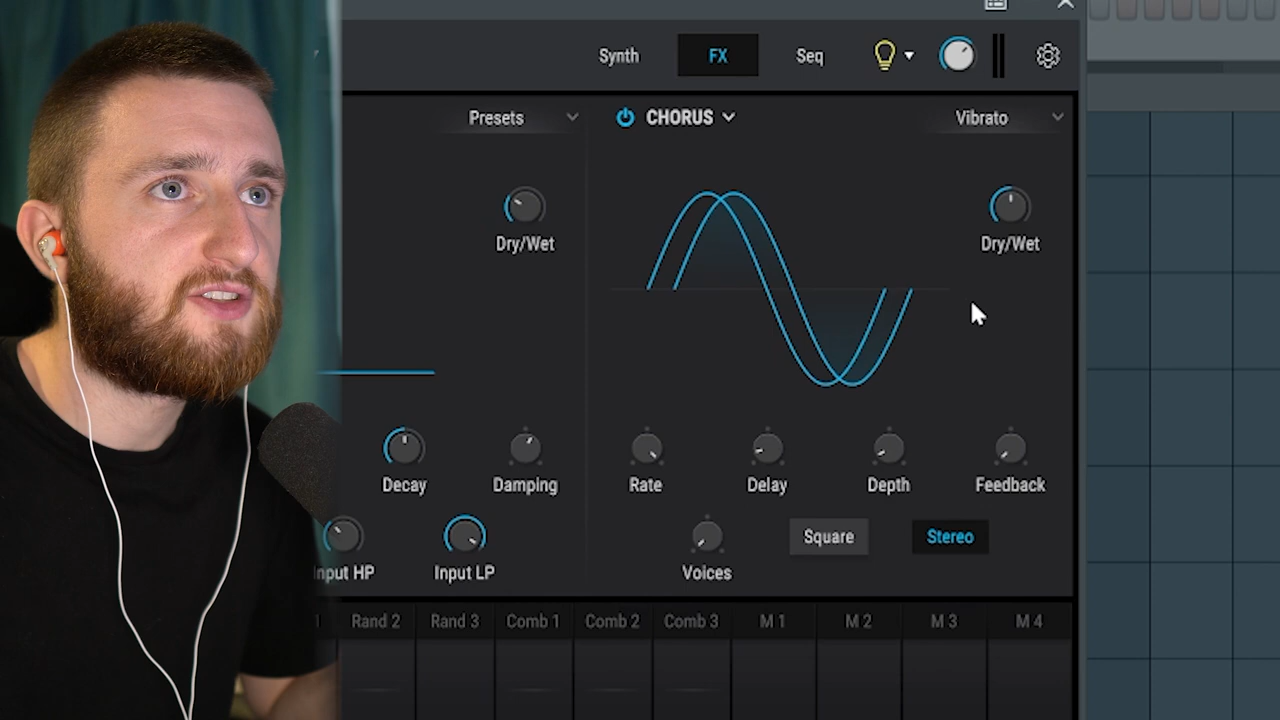 Synth FX Seq
Presets CHORUS Vibrato
Dry/Wet Dry/Wet
Decay Damping Rate Delay Depth Feedback
Input HP Input LP Voices Square Stereo
Rand 2 Rand 3 Comb 1 Comb 2 Comb 3 M 1 M 2 M 3 M 4